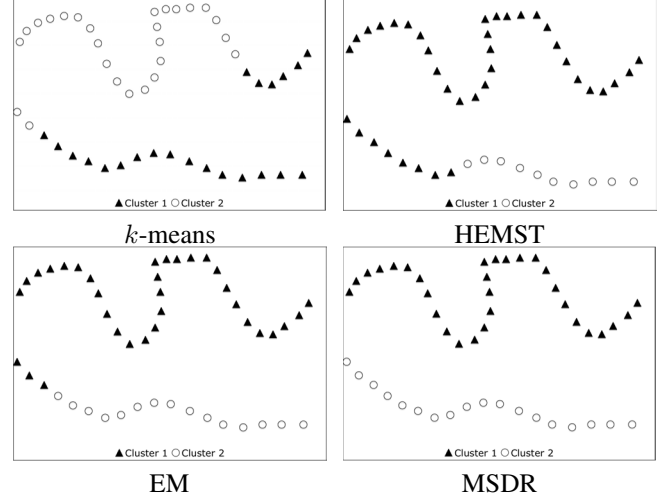 ▲ Cluster 1 ○ Cluster 2
k-means
▲ Cluster 1 ○ Cluster 2
HEMST
▲ Cluster 1 ○ Cluster 2
EM
▲ Cluster 1 ○ Cluster 2
MSDR